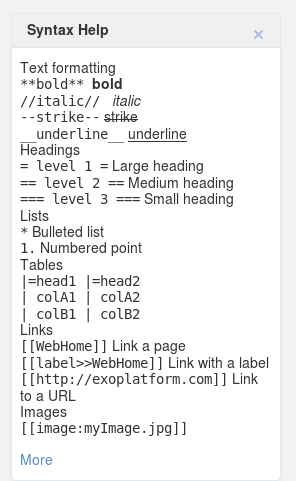 Syntax Help ×
Text formatting
**bold** bold
//italic// italic
--strike-- strike
__underline__ underline
Headings
= level 1 = Large heading
== level 2 == Medium heading
=== level 3 === Small heading
Lists
* Bulleted list
1. Numbered point
Tables
|=head1 |=head2
| colA1 | colA2
| colB1 | colB2
Links
[[WebHome]] Link a page
[[label>>WebHome]] Link with a label
[[http://exoplatform.com]] Link
to a URL
Images
[[image:myImage.jpg]]
More